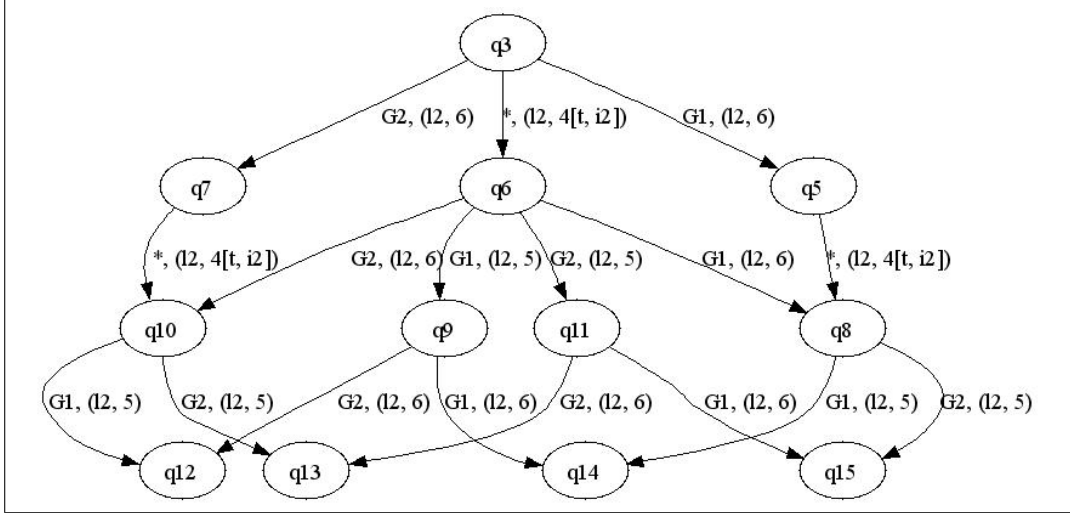 q3
G2, (l2, 6)
*, (l2, 4[t, i2])
G1, (l2, 6)
q7
q6
q5
*, (l2, 4[t, i2])
G2, (l2, 6)
G1, (l2, 5)
G2, (l2, 5)
G1, (l2, 6)
*, (l2, 4[t, i2])
q10
q9
q11
q8
G1, (l2, 5)
G2, (l2, 5)
G2, (l2, 6)
G1, (l2, 6)
G2, (l2, 6)
G1, (l2, 6)
G1, (l2, 5)
G2, (l2, 5)
q12
q13
q14
q15